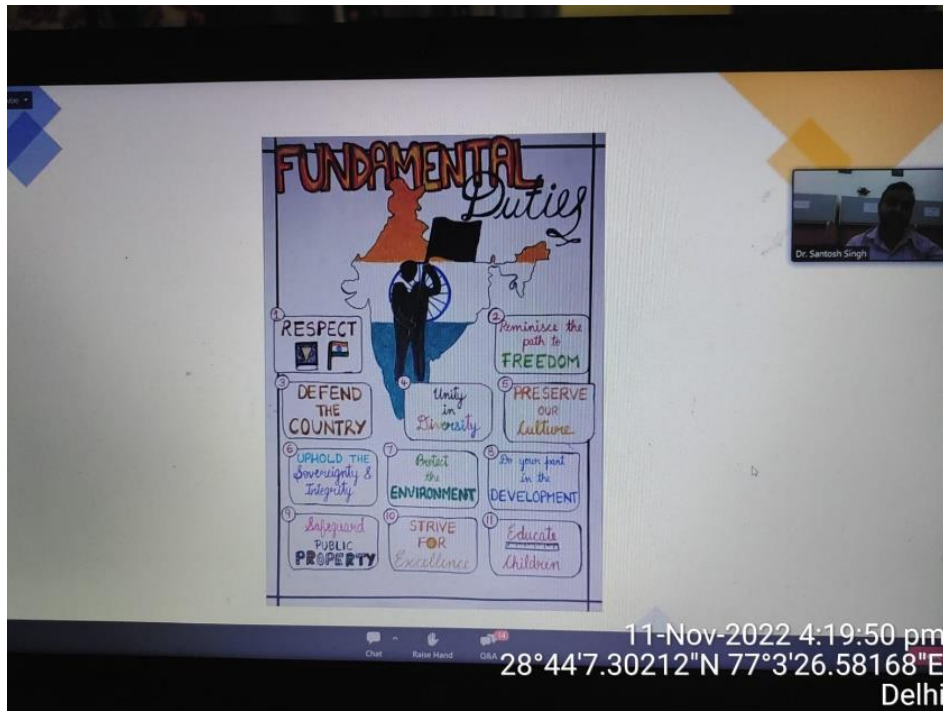 FUNDAMENTAL
Duties
1
RESPECT
2
Reminisce the
path to
FREEDOM
3
DEFEND
THE
COUNTRY
4
Unity
in
Diversity
5
PRESERVE
OUR
Culture
6
UPHOLD THE
Sovereignty &
Integrity
7
Protect
the
ENVIRONMENT
8
Do your part
in the
DEVELOPMENT
9
Safeguard
PUBLIC
PROPERTY
10
STRIVE
FOR
Excellence
11
Educate
Children
Dr. Santosh Singh
Chat
Raise Hand
Q&A
14
11-Nov-2022 4:19:50 pm
28°44'7.30212"N 77°3'26.58168"E
Delhi